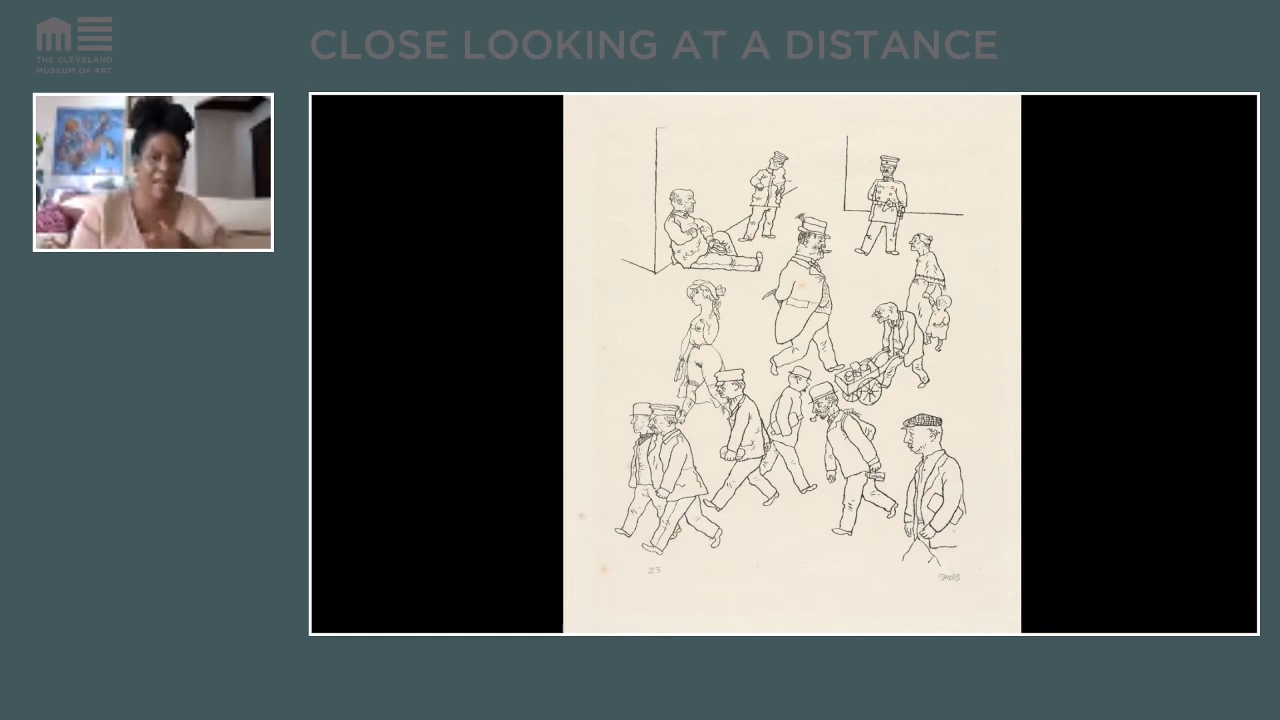 CLOSE LOOKING AT A DISTANCE
THE CLEVELAND
MUSEUM OF ART
23